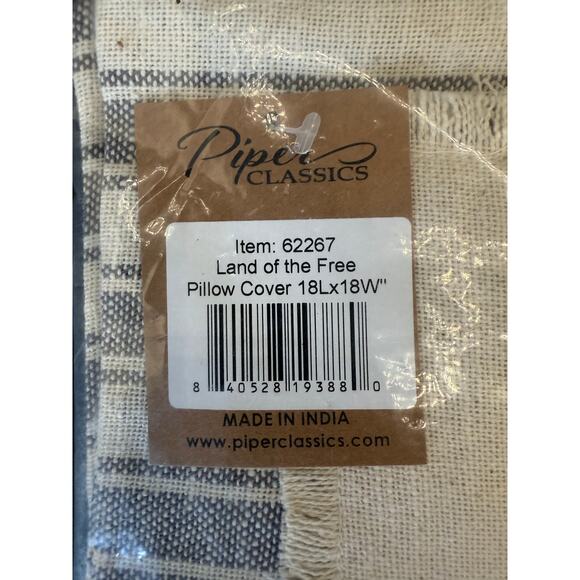 Piper
CLASSICS
Item: 62267
Land of the Free
Pillow Cover 18Lx18W"
8 40528 19388 0
MADE IN INDIA
www.piperclassics.com